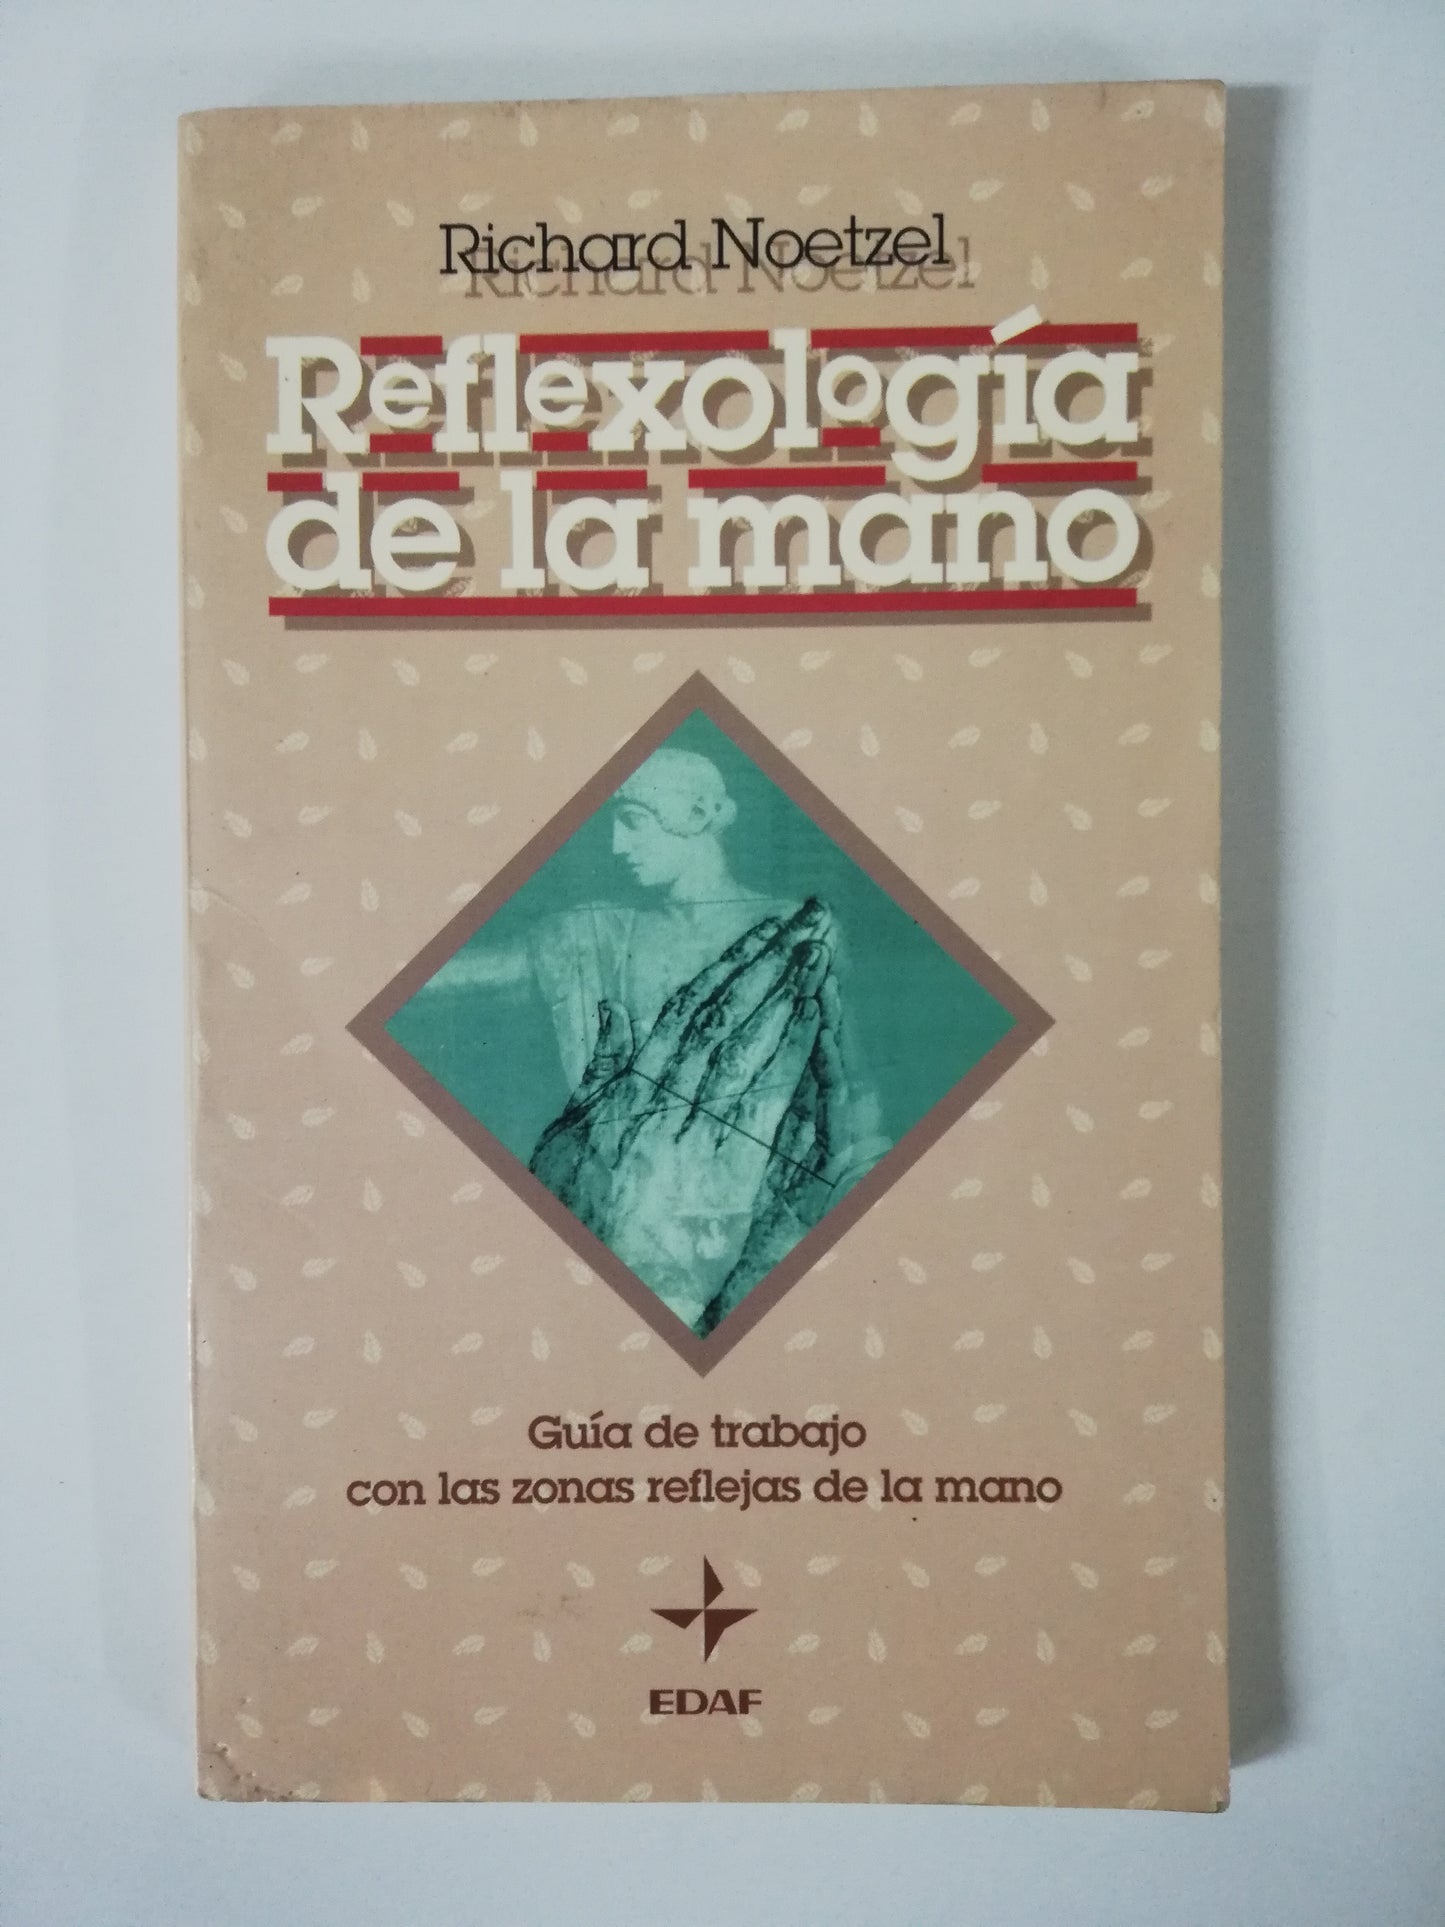 Richard Noetzel
Reflexología
de la mano
Guía de trabajo
con las zonas reflejas de la mano
EDAF